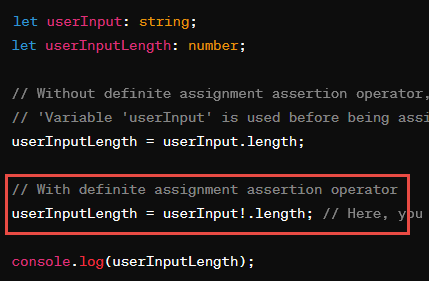 let userInput: string;
let userInputLength: number;
// Without definite assignment assertion operator,
// 'Variable 'userInput' is used before being
userInputLength = userInput.length;
// With definite assignment assertion operator
userInputLength = userInput!.length; // Here, you
console.log(userInputLength);